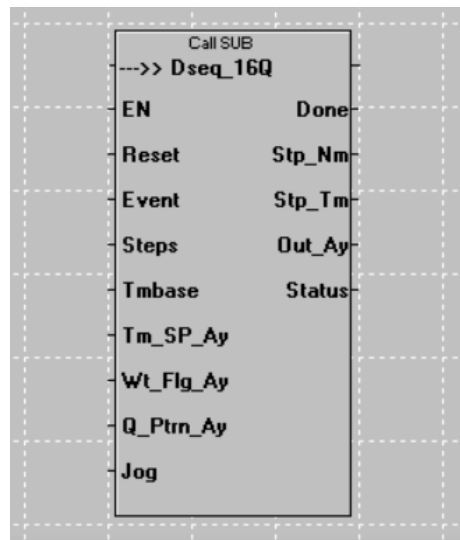 Call SUB
--->> Dseq_16Q
EN Done
Reset Stp_Nm
Event Stp_Tm
Steps Out_Ay
Tmbase Status
Tm_SP_Ay
Wt_Flg_Ay
Q_Ptrn_Ay
Jog